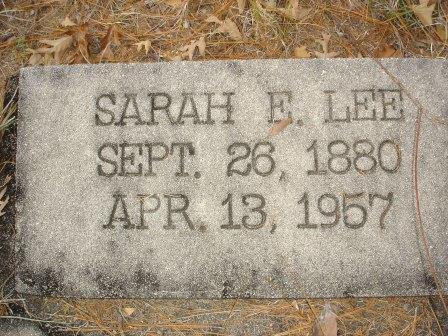 SARAH E. LEE
SEPT. 26, 1880
APR. 13, 1957